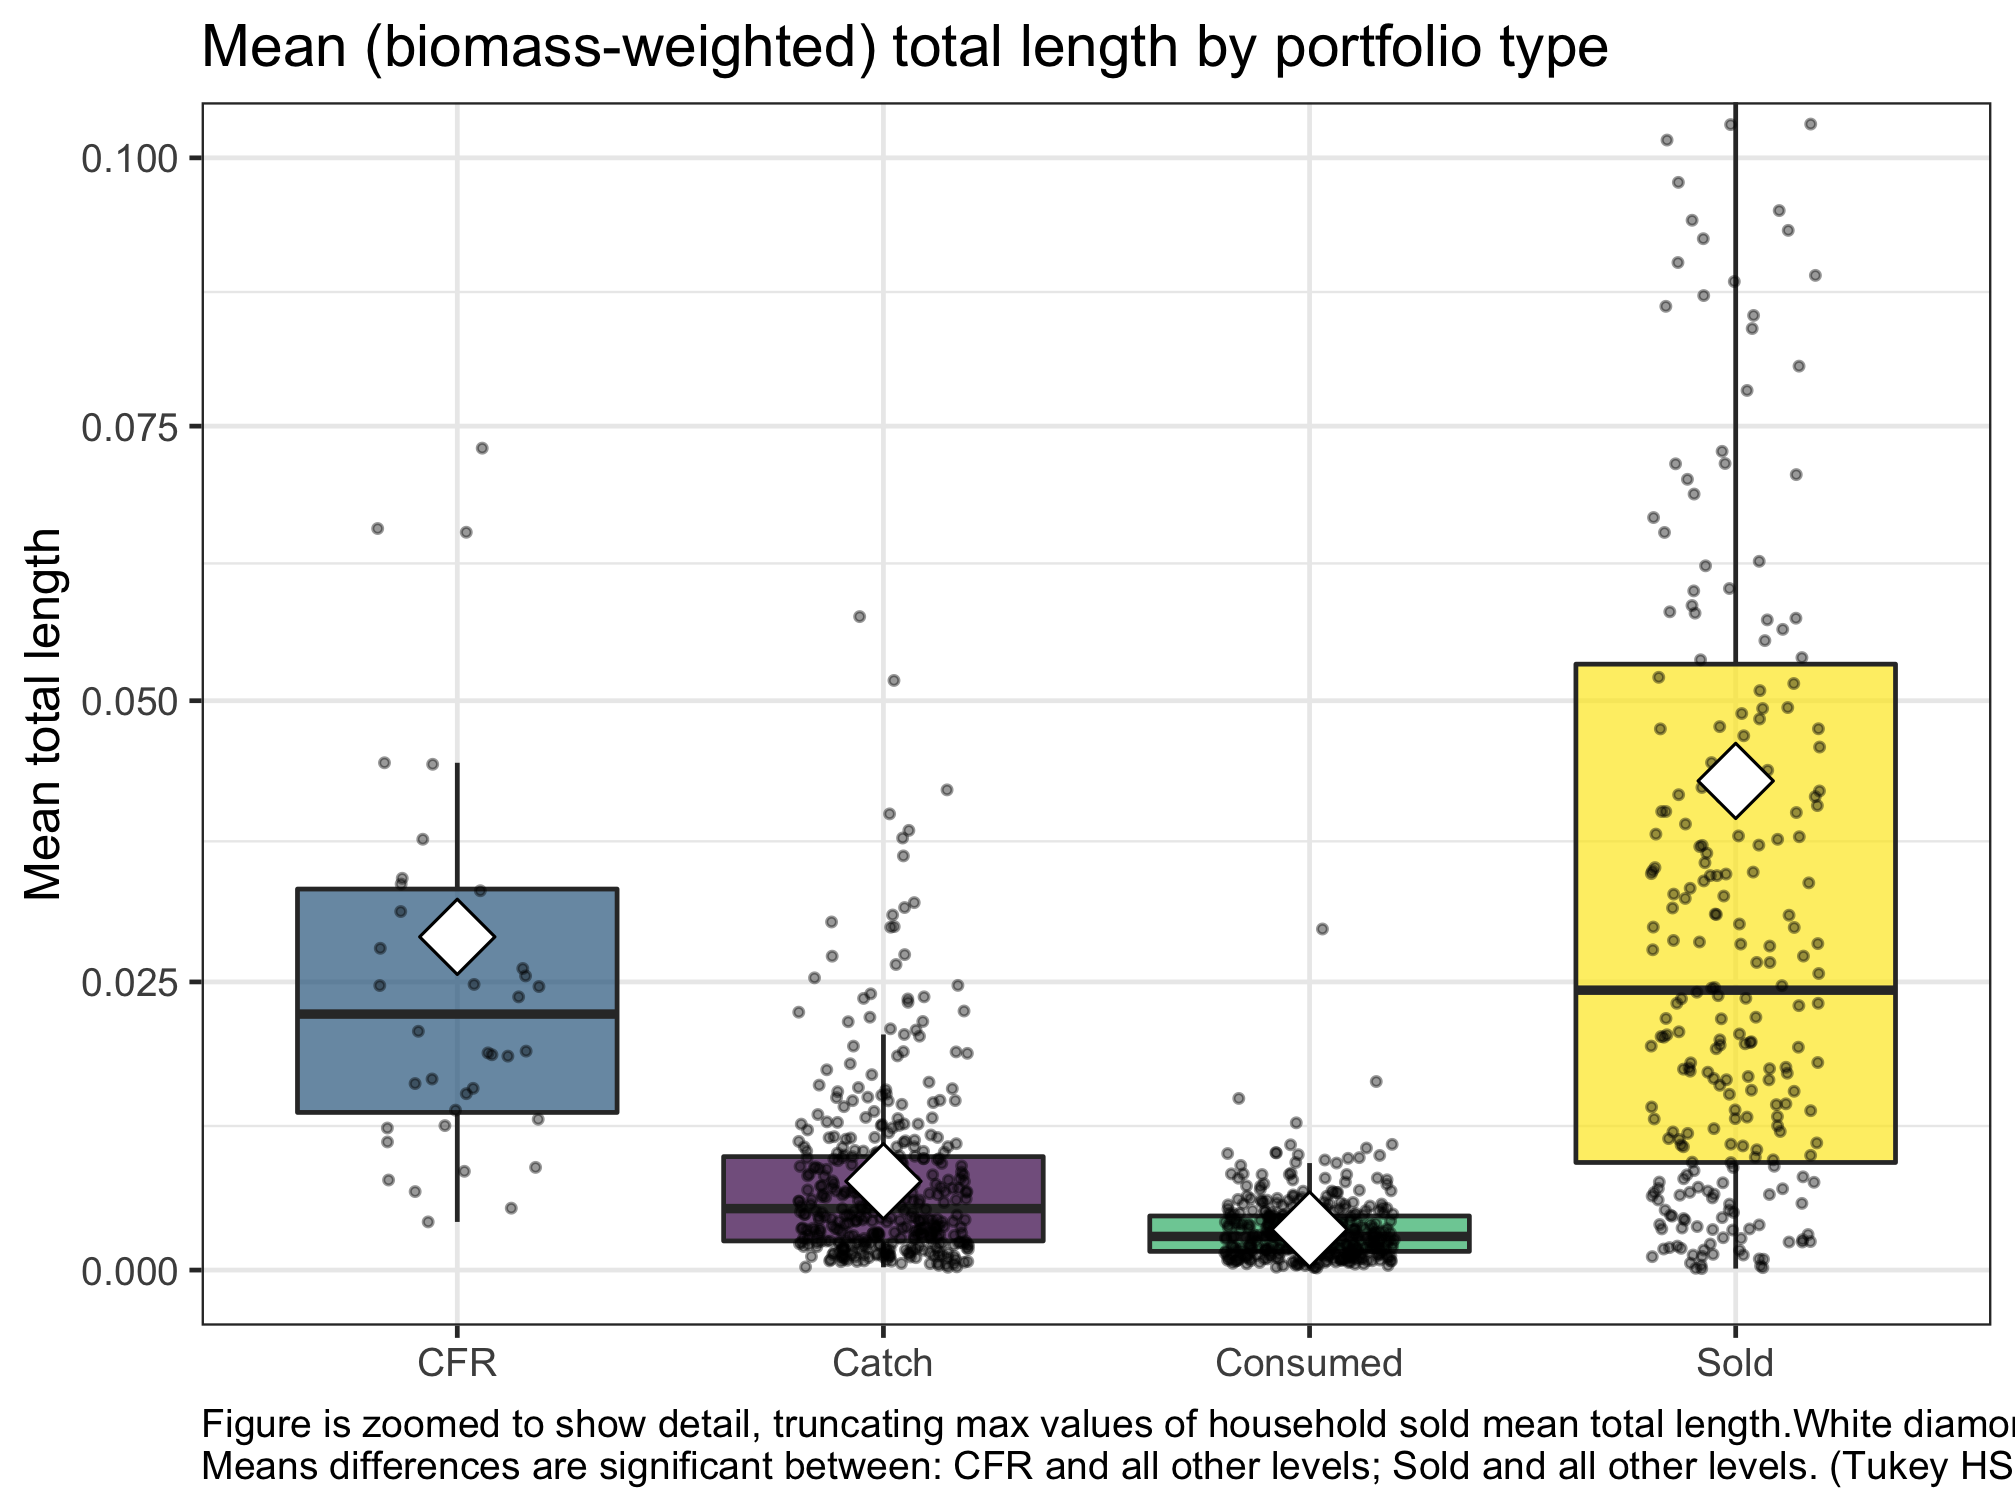 Mean (biomass-weighted) total length by portfolio type
Mean total length
0.100
0.075
0.050
0.025
0.000
CFR Catch Consumed Sold
Figure is zoomed to show detail, truncating max values of household sold mean total length.White
Means differences are significant between: CFR and all other levels; Sold and all other levels. (Tukey